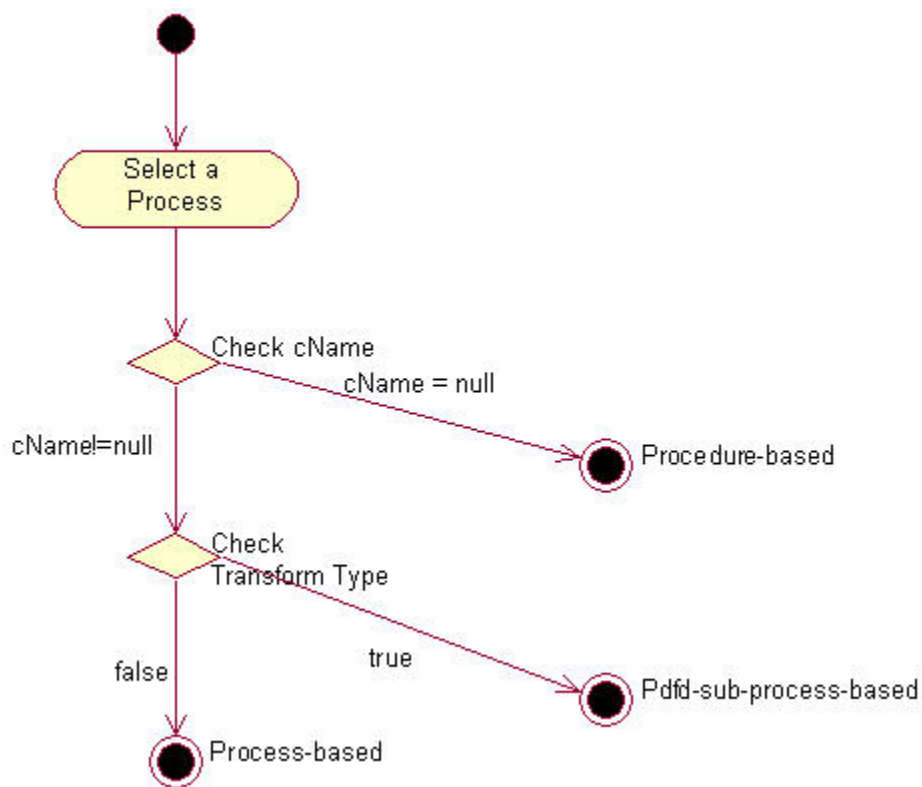 Select a
Process
Check cName
cName = null
cName!=null
Procedure-based
Check
Transform Type
false
true
Pdfd-sub-process-based
Process-based